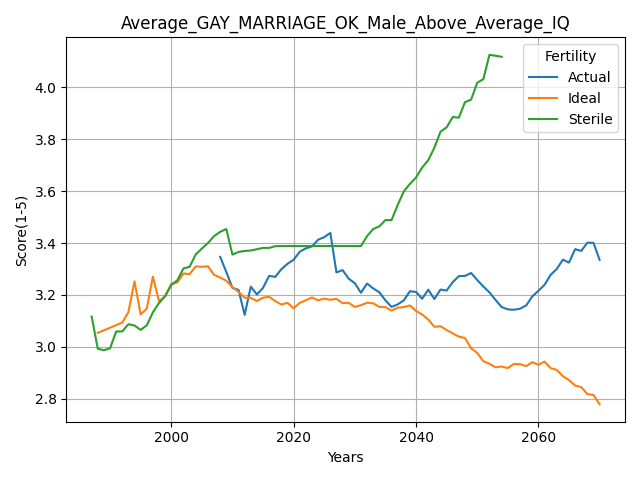 Average_GAY_MARRIAGE_OK_Male_Above_Average_IQ
Fertility
Actual
Ideal
Sterile
Score(1-5)
4.0
3.8
3.6
3.4
3.2
3.0
2.8
2000
2020
2040
2060
Years